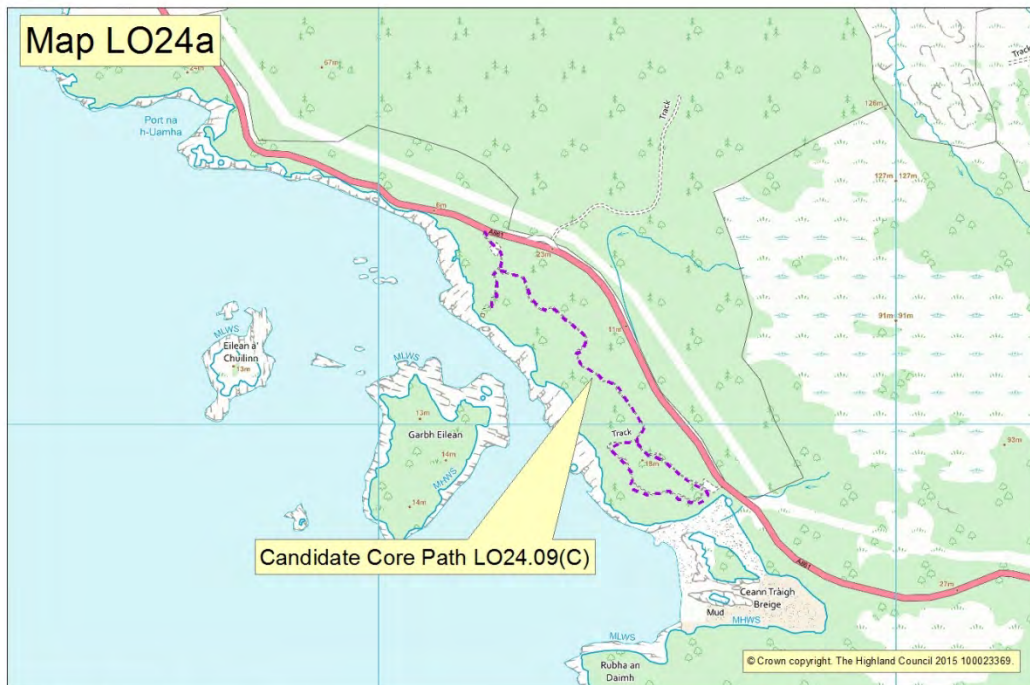 Map LO24a
24m
67m
Port na
h-Uamha
Track
126m
127m 127m
6m
A861
23m
MLWS
Eilean a'
Chuilinn
13m
11m
91m 91m
MLWS
13m
Garbh Eilean
14m
14m
MHWS
Track
18m
93m
Candidate Core Path LO24.09(C)
A861
27m
Ceann Tràigh
Breige
Mud
MHWS
MLWS
Rubha an
Daimh
© Crown copyright. The Highland Council 2015 100023369.